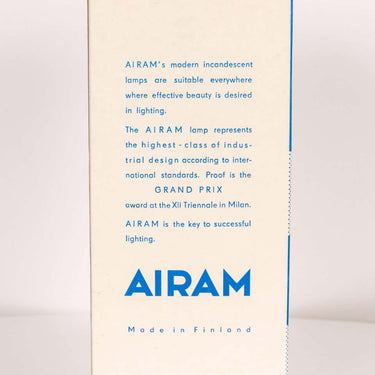 AIRAM's modern incandescent
lamps are suitable everywhere
where effective beauty is desired
in lighting.
The AIRAM lamp represents
the highest-class of indus-
trial design according to inter-
national standards. Proof is the
GRAND PRIX
award at the XII Triennale in Milan.
AIRAM is the key to successful
lighting.
AIRAM
Made in Finland